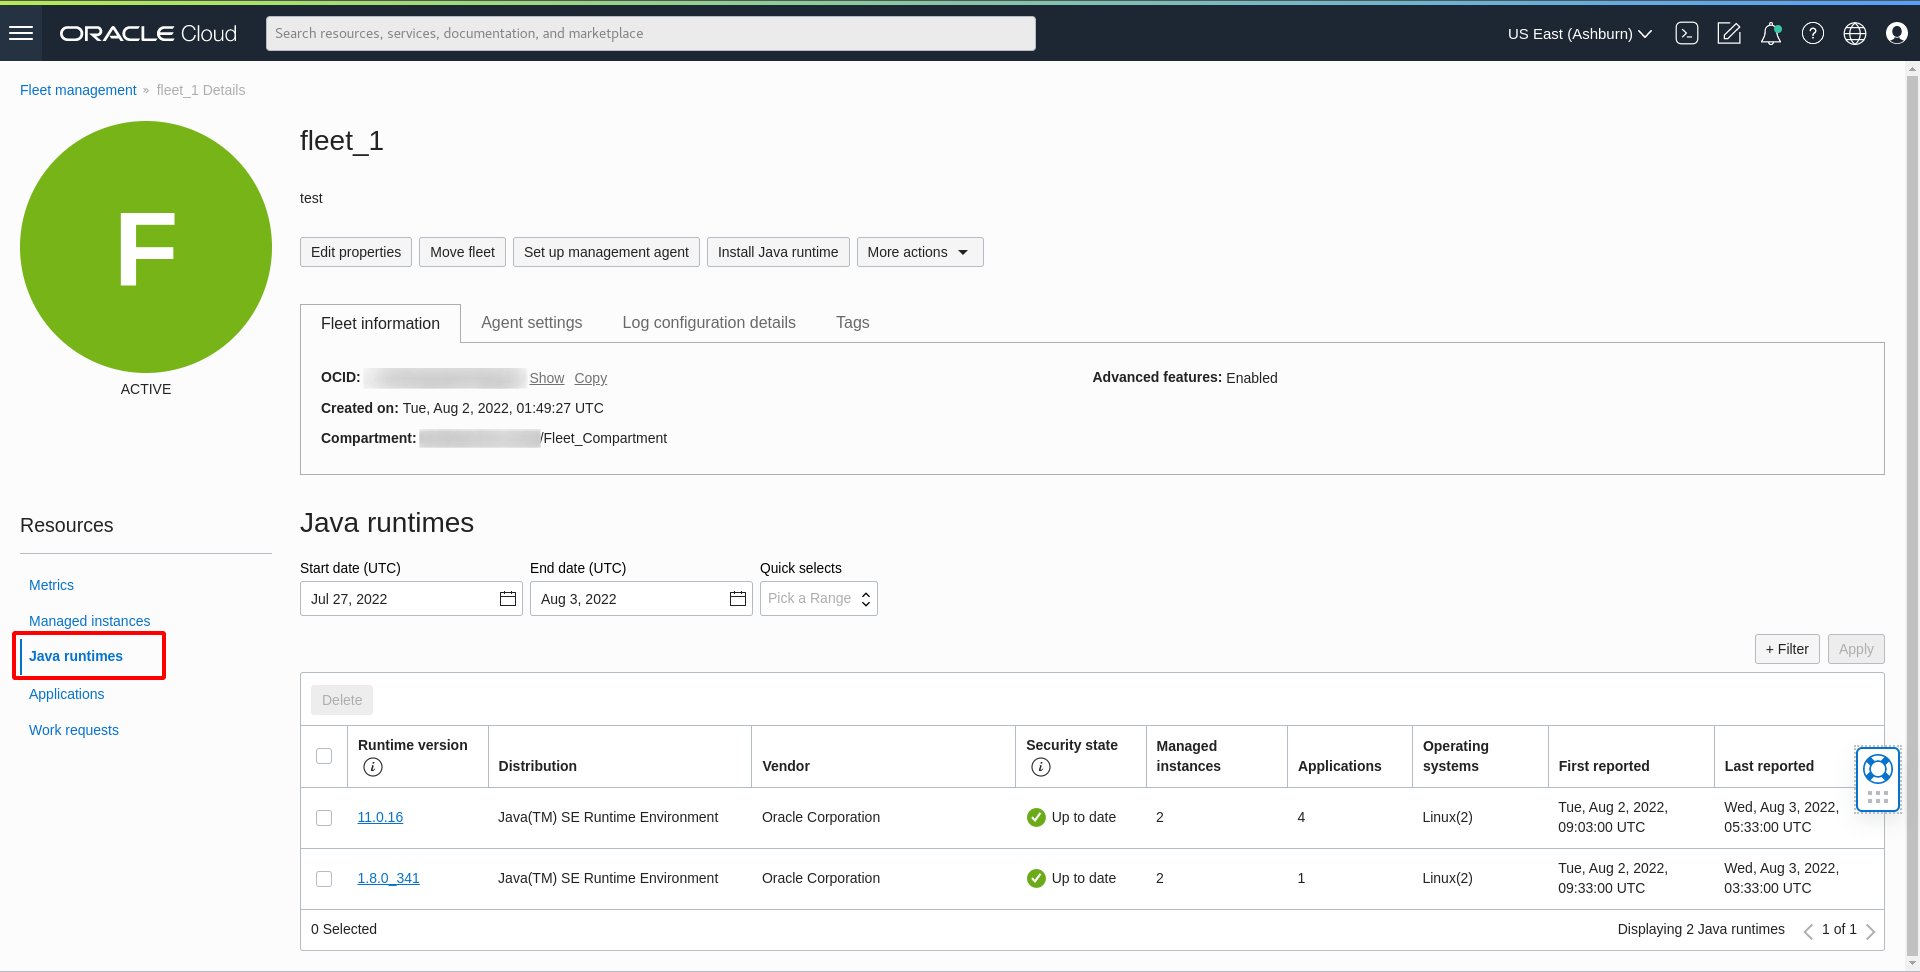 ORACLE Cloud
Search resources, services, documentation, and marketplace
US East (Ashburn)
Fleet management » fleet_1 Details
F
ACTIVE
fleet_1
test
Edit properties
Move fleet
Set up management agent
Install Java runtime
More actions
Fleet information
Agent settings
Log configuration details
Tags
OCID: Show Copy
Created on: Tue, Aug 2, 2022, 01:49:27 UTC
Compartment: /Fleet_Compartment
Advanced features: Enabled
Resources
Metrics
Managed instances
Java runtimes
Applications
Work requests
Java runtimes
Start date (UTC)
Jul 27, 2022
End date (UTC)
Aug 3, 2022
Quick selects
Pick a Range
+ Filter
Apply
Delete
Runtime version
Distribution
Vendor
Security state
Managed
instances
Applications
Operating
systems
First reported
Last reported
11.0.16
Java(TM) SE Runtime Environment
Oracle Corporation
Up to date
2
4
Linux(2)
Tue, Aug 2, 2022,
09:03:00 UTC
Wed, Aug 3, 2022,
05:33:00 UTC
1.8.0_341
Java(TM) SE Runtime Environment
Oracle Corporation
Up to date
2
1
Linux(2)
Tue, Aug 2, 2022,
09:33:00 UTC
Wed, Aug 3, 2022,
03:33:00 UTC
0 Selected
Displaying 2 Java runtimes
1 of 1